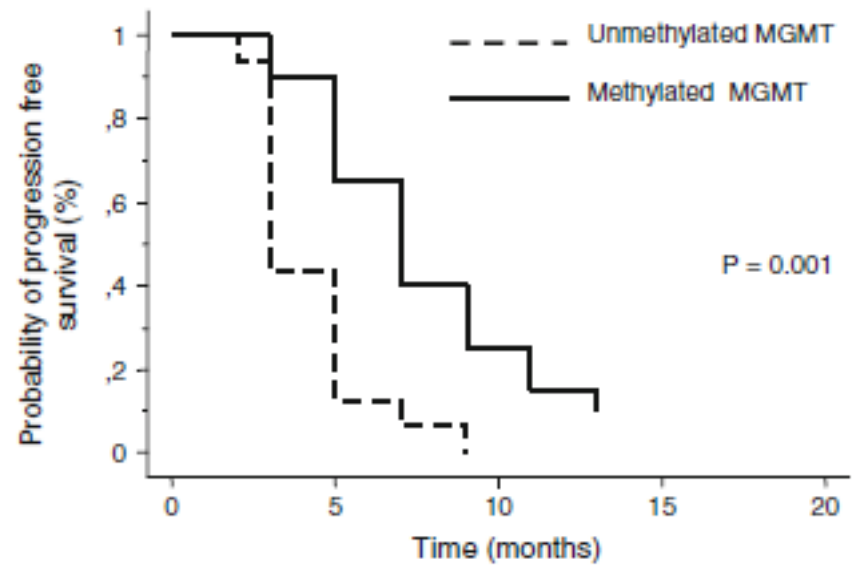 Unmethylated MGMT
Methylated MGMT
P = 0.001
Probability of progression free
survival (%)
1
,8
,6
,4
,2
0
0 5 10 15 20
Time (months)